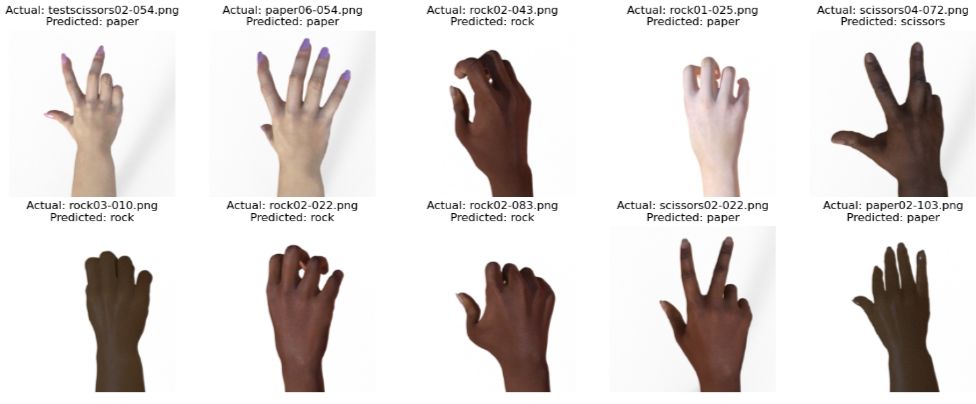 Actual: testscissors02-054.png
Predicted: paper
Actual: paper06-054.png
Predicted: paper
Actual: rock02-043.png
Predicted: rock
Actual: rock01-025.png
Predicted: paper
Actual: scissors04-072.png
Predicted: scissors
Actual: rock03-010.png
Predicted: rock
Actual: rock02-022.png
Predicted: rock
Actual: rock02-083.png
Predicted: rock
Actual: scissors02-022.png
Predicted: paper
Actual: paper02-103.png
Predicted: paper